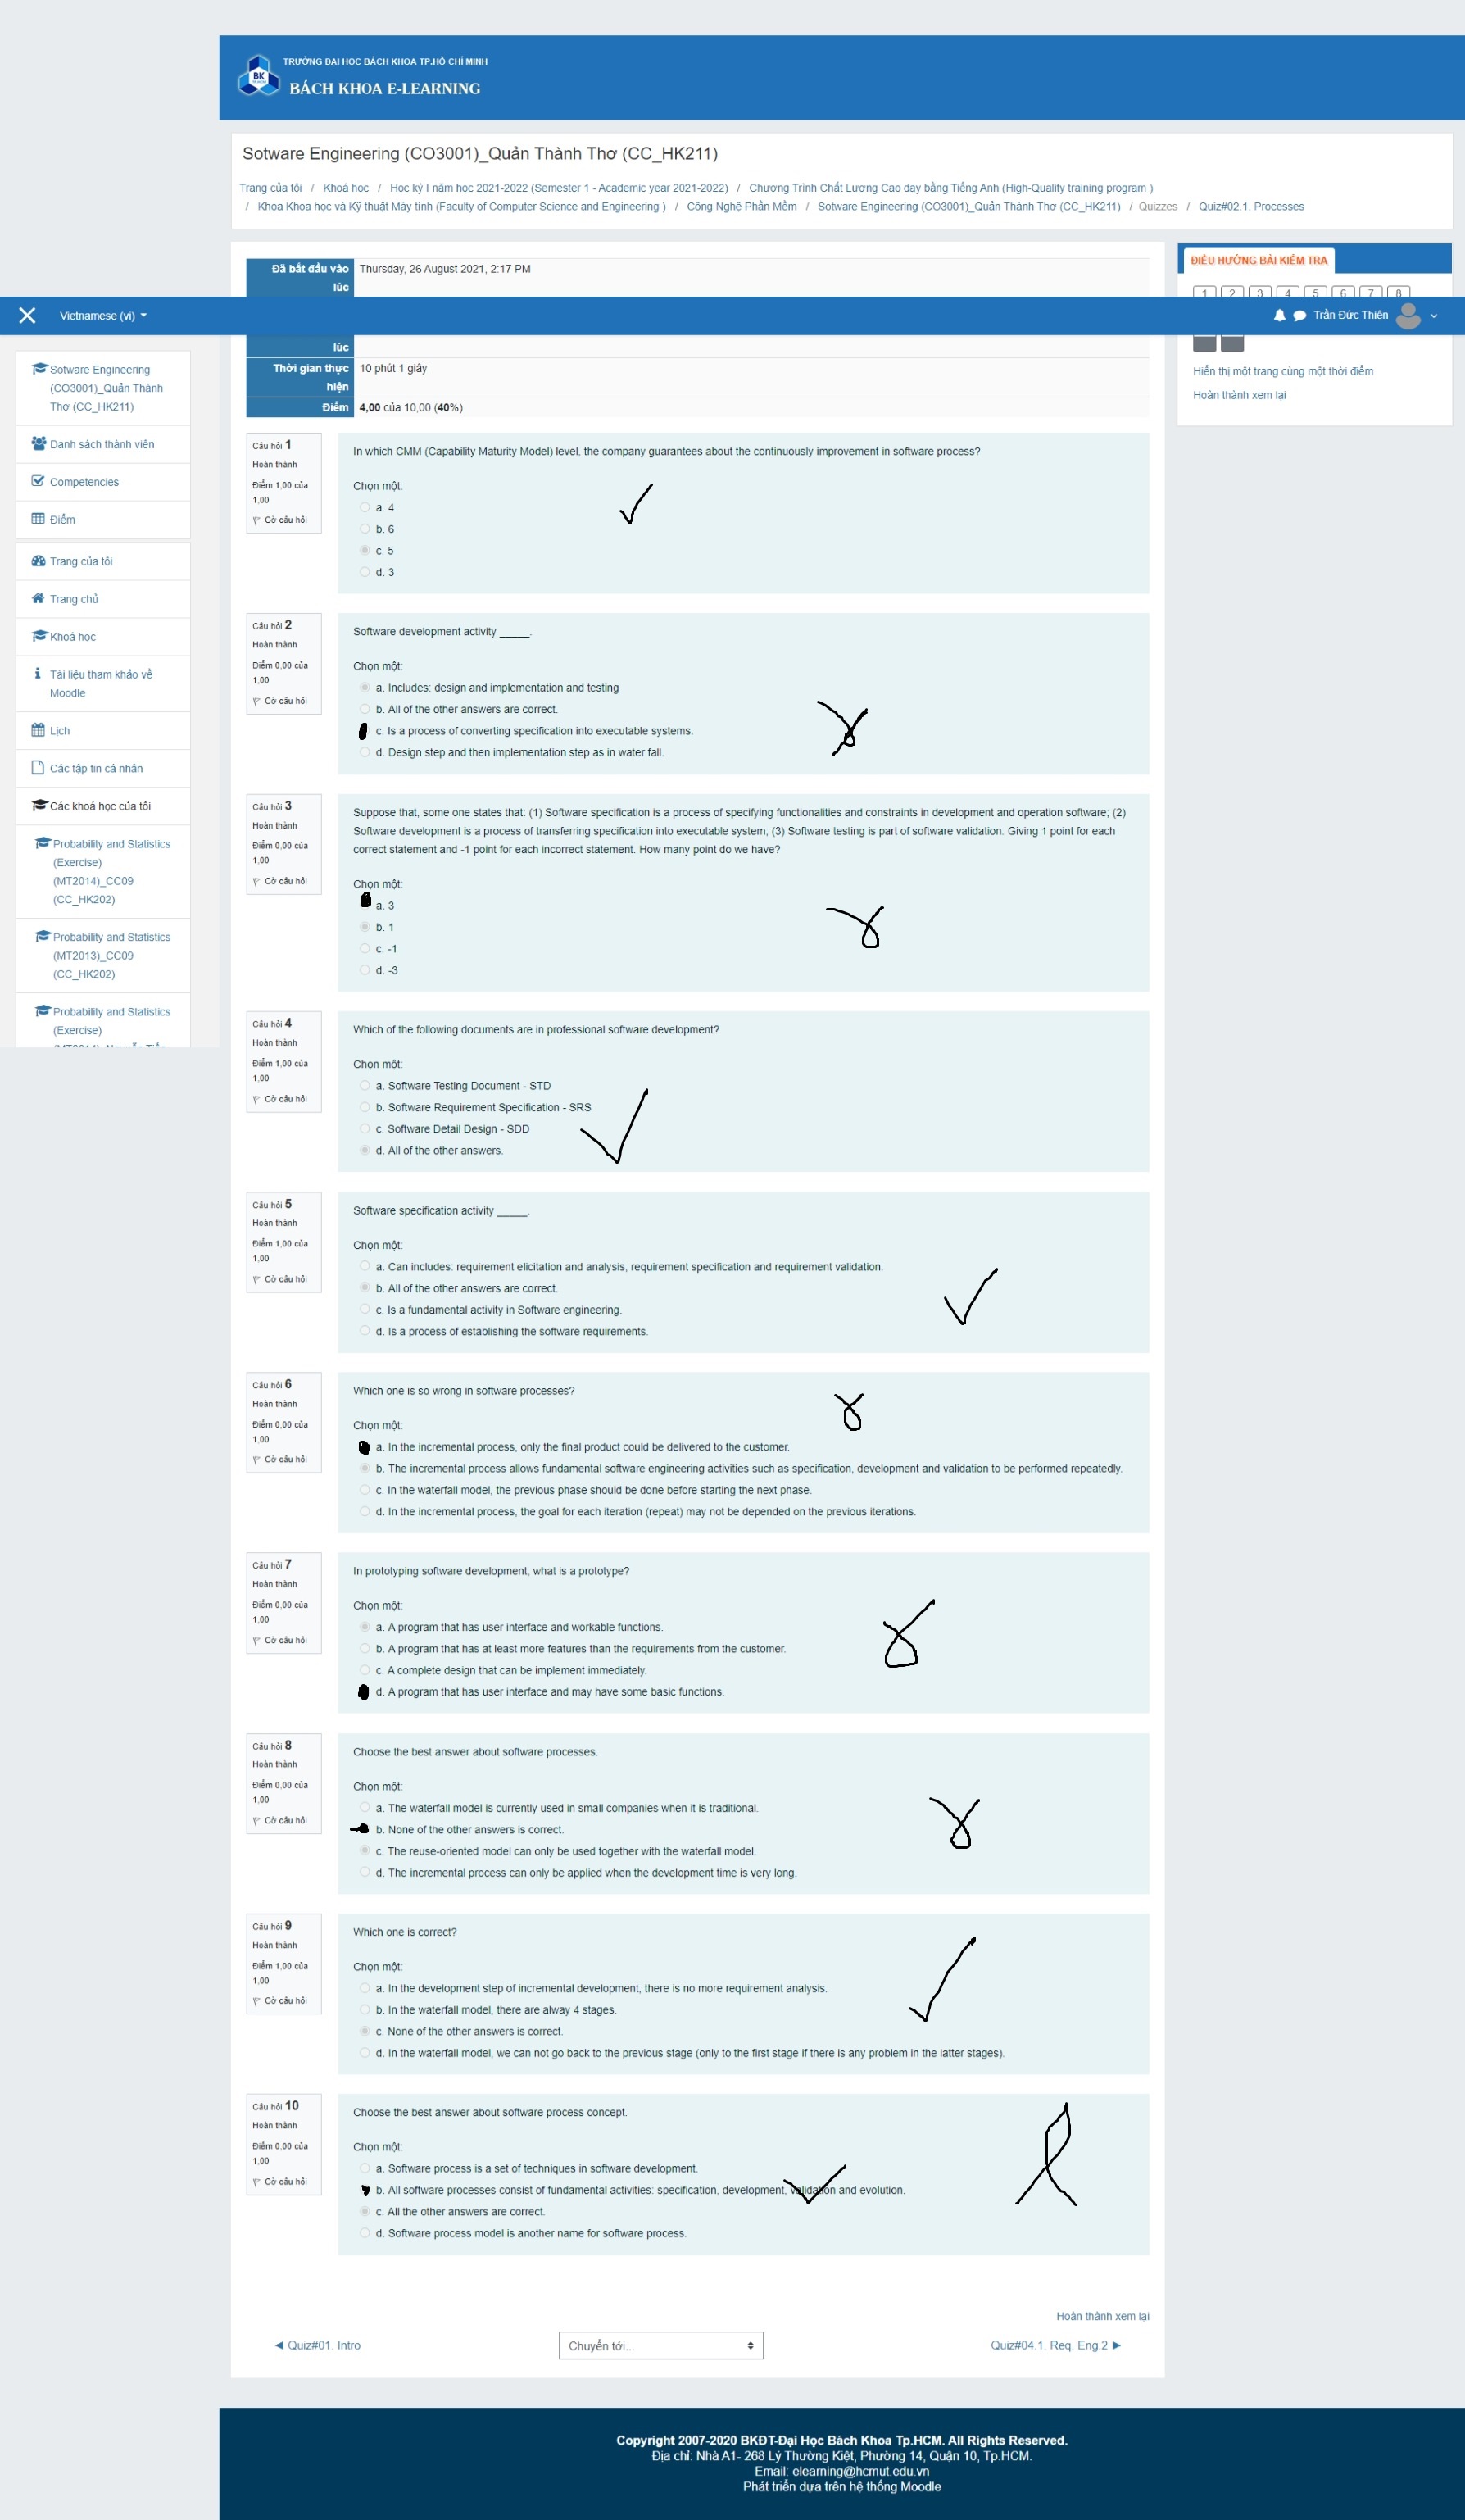 TRƯỜNG ĐẠI HỌC BÁCH KHOA TP.HỒ CHÍ MINH
BÁCH KHOA E-LEARNING
Sotware Engineering (CO3001)_Quản Thành Thơ (CC_HK211)
Trang của tôi / Khoá học / Học kỳ I năm học 2021-2022 (Semester 1 - Academic year 2021-2022) / Chương Trình Chất Lượng Cao dạy bằng Tiếng Anh (High-Quality training program )
/ Khoa Khoa học và Kỹ thuật Máy tính (Faculty of Computer Science and Engineering ) / Công Nghệ Phần Mềm / Sotware Engineering (CO3001)_Quản Thành Thơ (CC_HK211) / Quizzes / Quiz#02.1. Processes
Đã bắt đầu vào lúc
Thursday, 26 August 2021, 2:17 PM
ĐIỀU HƯỚNG BÀI KIỂM TRA
1 2 3 4 5 6 7 8
Vietnamese (vi)
Trần Đức Thiện
lúc
Thời gian thực hiện
10 phút 1 giây
Điểm
4,00 của 10,00 (40%)
Hiển thị một trang cùng một thời điểm
Hoàn thành xem lại
Sotware Engineering
(CO3001)_Quản Thành
Thơ (CC_HK211)
Danh sách thành viên
Competencies
Điểm
Trang của tôi
Trang chủ
Khoá học
Tài liệu tham khảo về
Moodle
Lịch
Các tập tin cá nhân
Các khoá học của tôi
Probability and Statistics
(Exercise)
(MT2014)_CC09
(CC_HK202)
Probability and Statistics
(MT2013)_CC09
(CC_HK202)
Probability and Statistics
(Exercise)
Câu hỏi 1
Hoàn thành
Điểm 1,00 của
1,00
Cờ câu hỏi
In which CMM (Capability Maturity Model) level, the company guarantees about the continuously improvement in software process?
Chọn một:
a. 4
b. 6
c. 5
d. 3
Câu hỏi 2
Hoàn thành
Điểm 0,00 của
1,00
Cờ câu hỏi
Software development activity _____.
Chọn một:
a. Includes: design and implementation and testing
b. All of the other answers are correct.
c. Is a process of converting specification into executable systems.
d. Design step and then implementation step as in water fall.
Câu hỏi 3
Hoàn thành
Điểm 0,00 của
1,00
Cờ câu hỏi
Suppose that, some one states that: (1) Software specification is a process of specifying functionalities and constraints in development and operation software; (2)
Software development is a process of transferring specification into executable system; (3) Software testing is part of software validation. Giving 1 point for each
correct statement and -1 point for each incorrect statement. How many point do we have?
Chọn một:
a. 3
b. 1
c. -1
d. -3
Câu hỏi 4
Hoàn thành
Điểm 1,00 của
1,00
Cờ câu hỏi
Which of the following documents are in professional software development?
Chọn một:
a. Software Testing Document - STD
b. Software Requirement Specification - SRS
c. Software Detail Design - SDD
d. All of the other answers.
Câu hỏi 5
Hoàn thành
Điểm 1,00 của
1,00
Cờ câu hỏi
Software specification activity _____.
Chọn một:
a. Can includes: requirement elicitation and analysis, requirement specification and requirement validation.
b. All of the other answers are correct.
c. Is a fundamental activity in Software engineering.
d. Is a process of establishing the software requirements.
Câu hỏi 6
Hoàn thành
Điểm 0,00 của
1,00
Cờ câu hỏi
Which one is so wrong in software processes?
Chọn một:
a. In the incremental process, only the final product could be delivered to the customer.
b. The incremental process allows fundamental software engineering activities such as specification, development and validation to be performed repeatedly.
c. In the waterfall model, the previous phase should be done before starting the next phase.
d. In the incremental process, the goal for each iteration (repeat) may not be depended on the previous iterations.
Câu hỏi 7
Hoàn thành
Điểm 0,00 của
1,00
Cờ câu hỏi
In prototyping software development, what is a prototype?
Chọn một:
a. A program that has user interface and workable functions.
b. A program that has at least more features than the requirements from the customer.
c. A complete design that can be implement immediately.
d. A program that has user interface and may have some basic functions.
Câu hỏi 8
Hoàn thành
Điểm 0,00 của
1,00
Cờ câu hỏi
Choose the best answer about software processes.
Chọn một:
a. The waterfall model is currently used in small companies when it is traditional.
b. None of the other answers is correct.
c. The reuse-oriented model can only be used together with the waterfall model.
d. The incremental process can only be applied when the development time is very long.
Câu hỏi 9
Hoàn thành
Điểm 1,00 của
1,00
Cờ câu hỏi
Which one is correct?
Chọn một:
a. In the development step of incremental development, there is no more requirement analysis.
b. In the waterfall model, there are alway 4 stages.
c. None of the other answers is correct.
d. In the waterfall model, we can not go back to the previous stage (only to the first stage if there is any problem in the latter stages).
Câu hỏi 10
Hoàn thành
Điểm 0,00 của
1,00
Cờ câu hỏi
Choose the best answer about software process concept.
Chọn một:
a. Software process is a set of techniques in software development.
b. All software processes consist of fundamental activities: specification, development, validation and evolution.
c. All the other answers are correct.
d. Software process model is another name for software process.
Hoàn thành xem lại
◄ Quiz#01. Intro
Chuyển tới...
Quiz#04.1. Req. Eng.2 ►
Copyright 2007-2020 BKĐT-Đại Học Bách Khoa Tp.HCM. All Rights Reserved.
Địa chỉ: Nhà A1- 268 Lý Thường Kiệt, Phường 14, Quận 10, Tp.HCM.
Email: elearning@hcmut.edu.vn
Phát triển dựa trên hệ thống Moodle